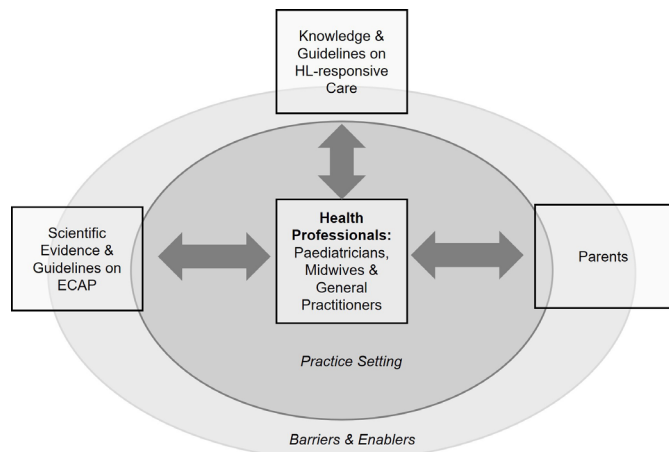 Knowledge &
Guidelines on
HL-responsive
Care
Scientific
Evidence &
Guidelines on
ECAP
Health
Professionals:
Paediatricians,
Midwives &
General
Practitioners
Parents
Practice Setting
Barriers & Enablers